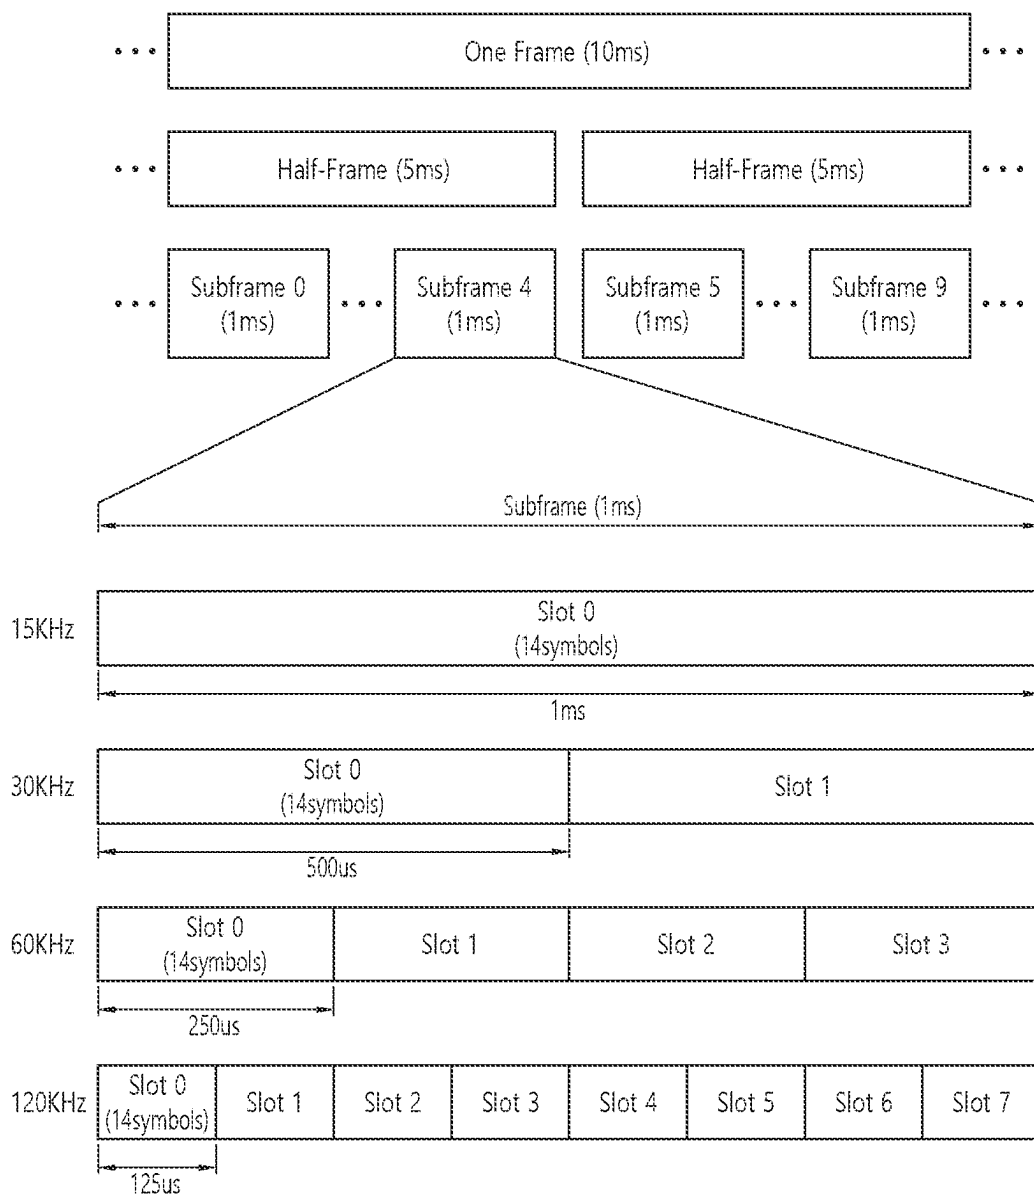 One Frame (10ms)
Half-Frame (5ms)
Half-Frame (5ms)
Subframe 0
(1ms)
Subframe 4
(1ms)
Subframe 5
(1ms)
Subframe 9
(1ms)
Subframe (1ms)
15KHz
Slot 0
(14symbols)
1ms
30KHz
Slot 0
(14symbols)
Slot 1
500us
60KHz
Slot 0
(14symbols)
Slot 1
Slot 2
Slot 3
250us
120KHz
Slot 0
(14symbols)
Slot 1
Slot 2
Slot 3
Slot 4
Slot 5
Slot 6
Slot 7
125us